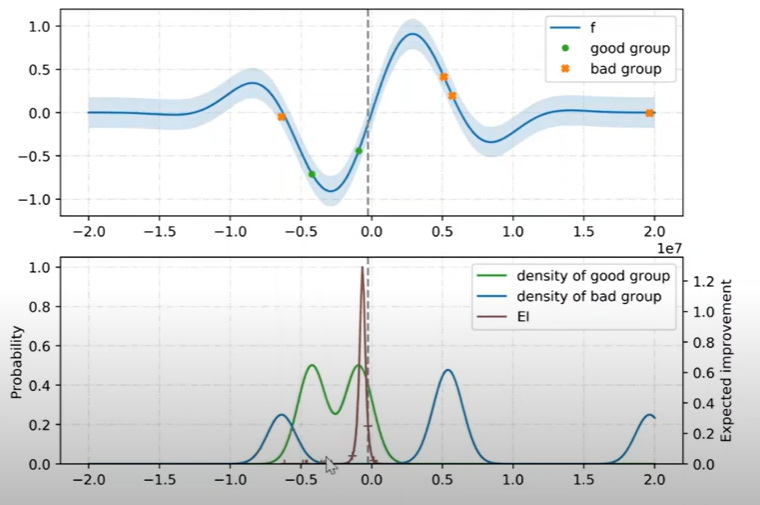 1.0
0.5
0.0
−0.5
−1.0
f
good group
bad group
−2.0 −1.5 −1.0 −0.5 0.0 0.5 1.0 1.5 2.0
1e7
1.0
0.8
0.6
0.4
0.2
0.0
Probability
density of good group
density of bad group
EI
1.2
1.0
0.8
0.6
0.4
0.2
0.0
Expected improvement
−2.0 −1.5 −1.0 −0.5 0.0 0.5 1.0 1.5 2.0